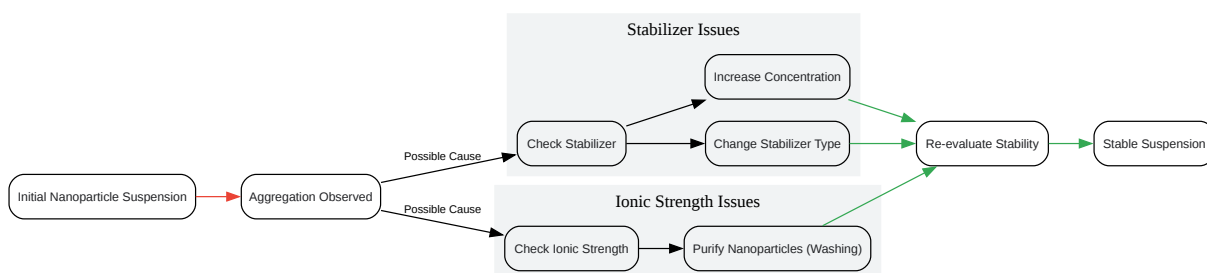 Stabilizer Issues
Increase Concentration
Check Stabilizer
Change Stabilizer Type
Re-evaluate Stability
Stable Suspension
Possible Cause
Initial Nanoparticle Suspension
Aggregation Observed
Possible Cause
Ionic Strength Issues
Check Ionic Strength
Purify Nanoparticles (Washing)